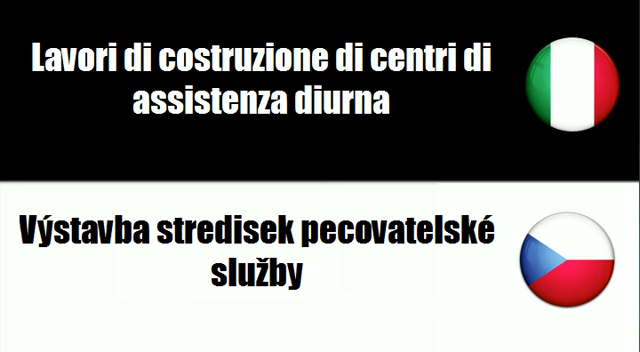 Lavori di costruzione di centri di
assistenza diurna
Výstavba stredisek pecovatelské
služby